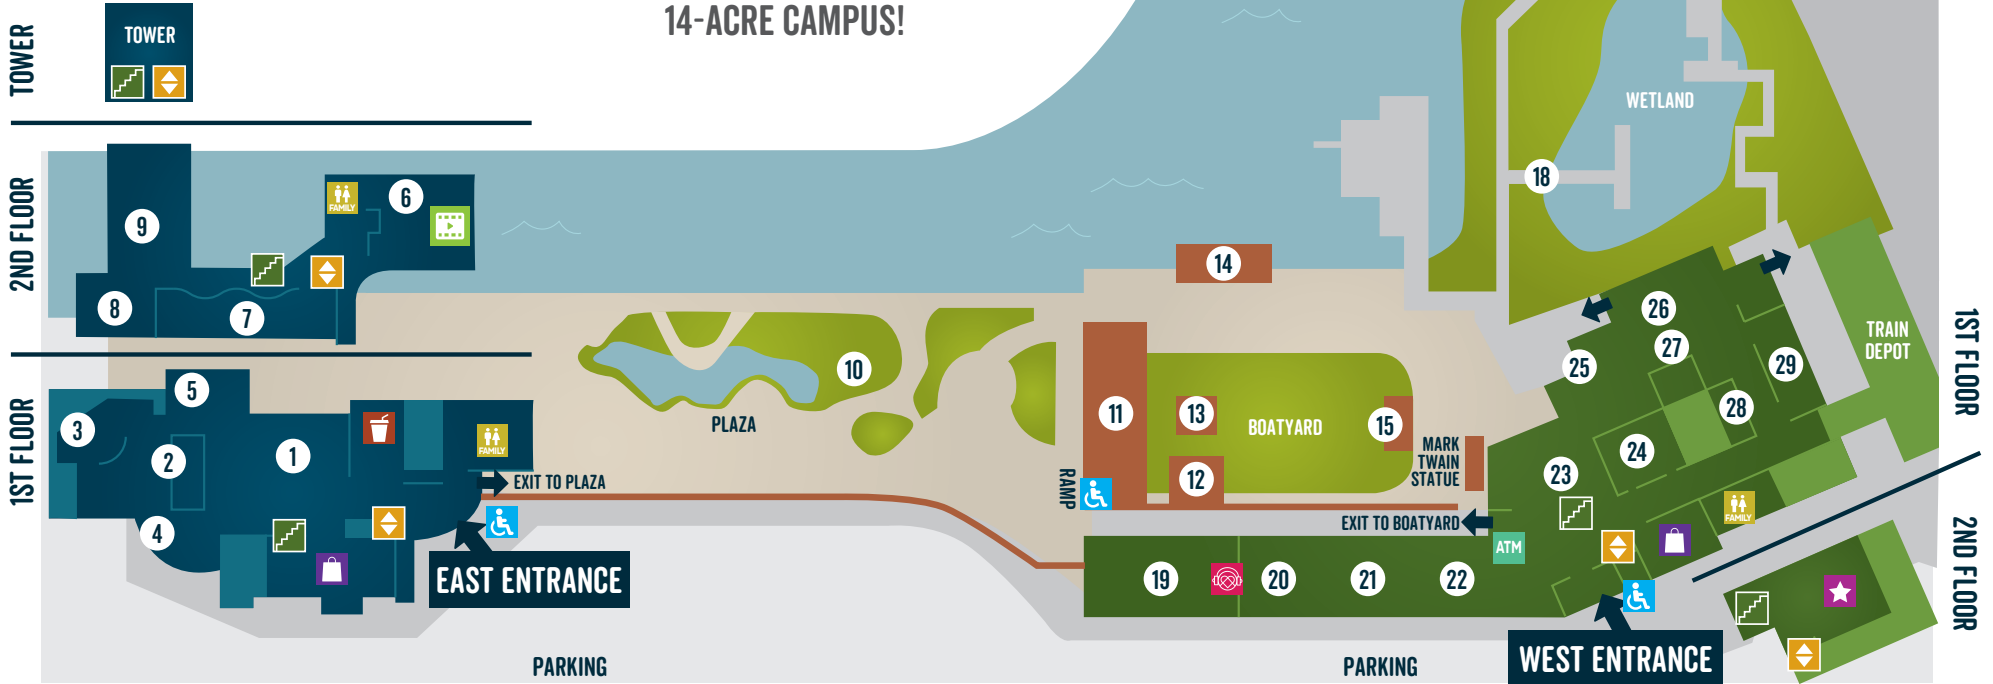 14-ACRE CAMPUS!
TOWER
TOWER
2ND FLOOR
9
6
FAMILY
8
7
1ST FLOOR
5
3
2
1
4
FAMILY
EXIT TO PLAZA
EAST ENTRANCE
PARKING
10
PLAZA
14
11
13
12
15
BOATYARD
RAMP
MARK
TWAIN
STATUE
EXIT TO BOATYARD
ATM
19
20
21
22
WETLAND
18
26
27
25
29
28
24
23
FAMILY
TRAIN
DEPOT
1ST FLOOR
2ND FLOOR
WEST ENTRANCE
PARKING